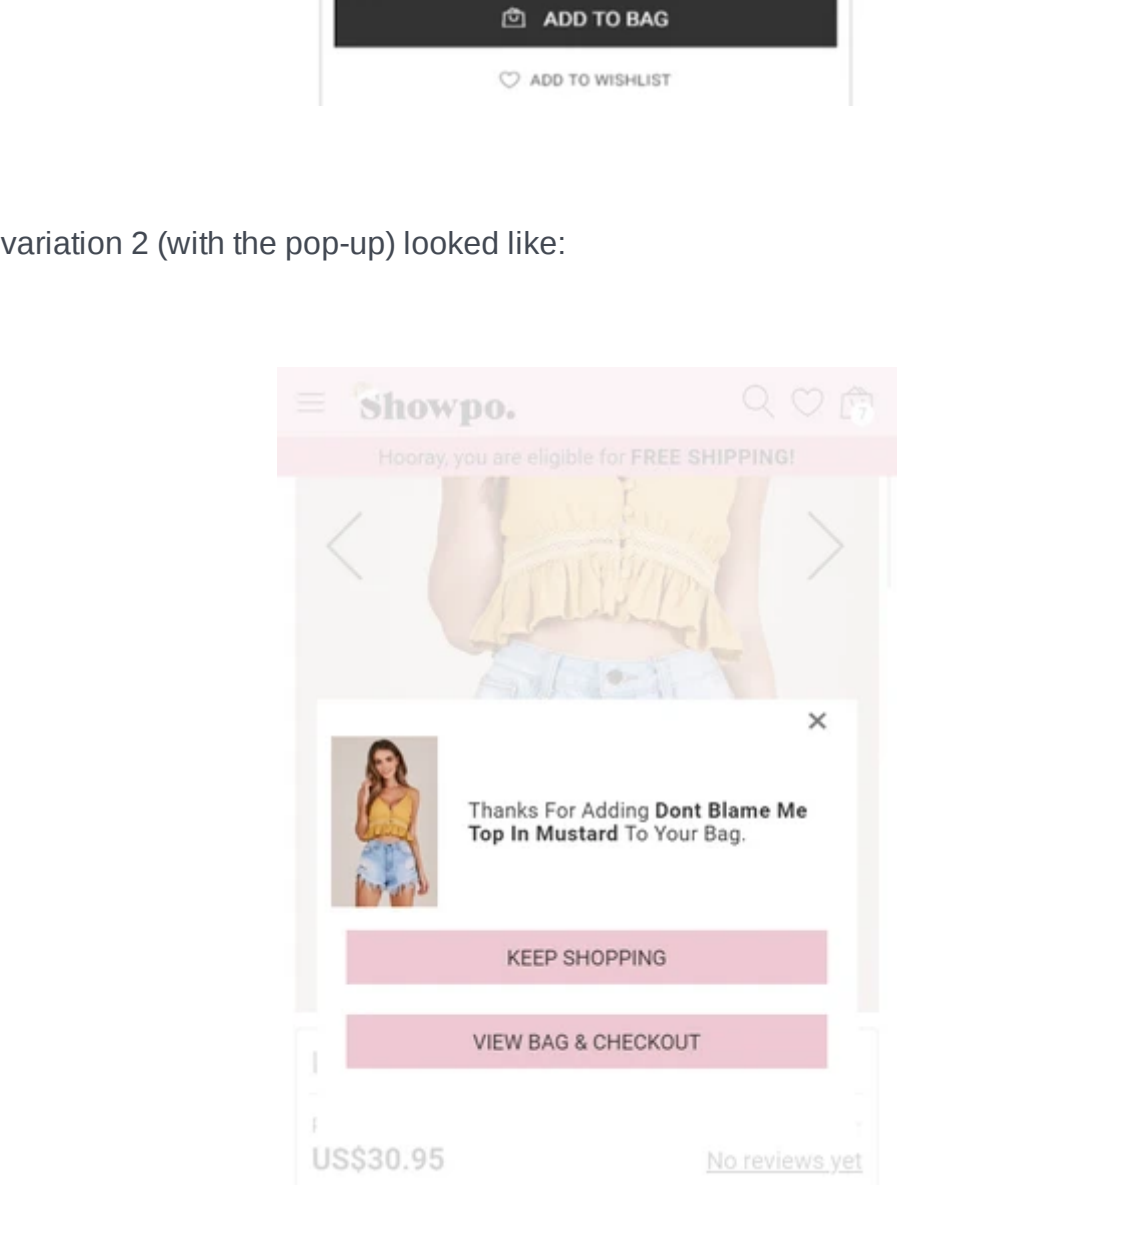 ADD TO BAG
ADD TO WISHLIST
variation 2 (with the pop-up) looked like:
Showpo.
7
Hooray, you are eligible for FREE SHIPPING!
Thanks For Adding Dont Blame Me
Top In Mustard To Your Bag.
KEEP SHOPPING
VIEW BAG & CHECKOUT
US$30.95
No reviews yet